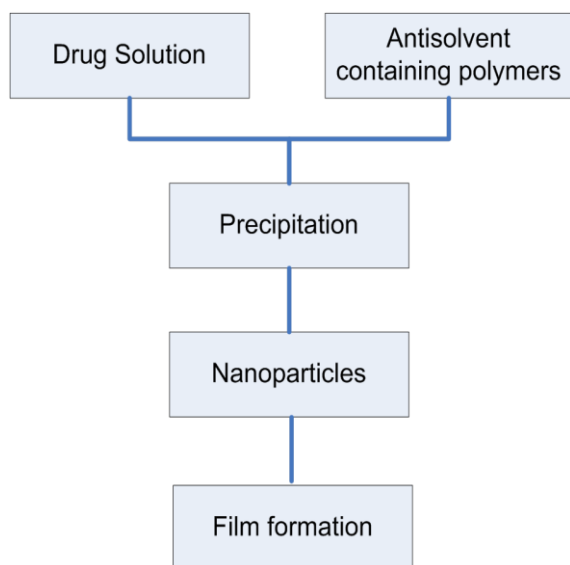 Drug Solution
Antisolvent
containing polymers
Precipitation
Nanoparticles
Film formation